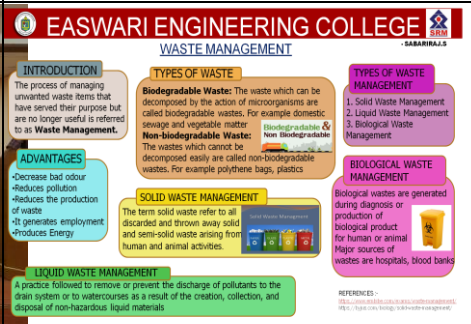 EASWARI ENGINEERING COLLEGE
SRM
- SABARIRAJ.S
WASTE MANAGEMENT
INTRODUCTION
The process of managing
unwanted waste items that
have served their purpose but
are no longer useful is referred
to as Waste Management.
ADVANTAGES
•Decrease bad odour
•Reduces pollution
•Reduces the production
of waste
•It generates employment
•Produces Energy
TYPES OF WASTE
Biodegradable Waste: The waste which can be
decomposed by the action of microorganisms are
called biodegradable wastes. For example domestic
sewage and vegetable matter
Non-biodegradable Waste:
The wastes which cannot be
decomposed easily are called non-biodegradable
wastes. For example polythene bags, plastics
Biodegradable &
Non Biodegradable
SOLID WASTE MANAGEMENT
The term solid waste refer to all
discarded and thrown away solid
and semi-solid waste arising from
human and animal activities.
Solid Waste Management
TYPES OF WASTE
MANAGEMENT
1. Solid Waste Management
2. Liquid Waste Management
3. Biological Waste
Management
BIOLOGICAL WASTE
MANAGEMENT
Biological wastes are generated
during diagnosis or
production of
biological product
for human or animal
Major sources of
wastes are hospitals, blood banks
LIQUID WASTE MANAGEMENT
A practice followed to remove or prevent the discharge of pollutants to the
drain system or to watercourses as a result of the creation, collection, and
disposal of non-hazardous liquid materials
REFERENCES :-